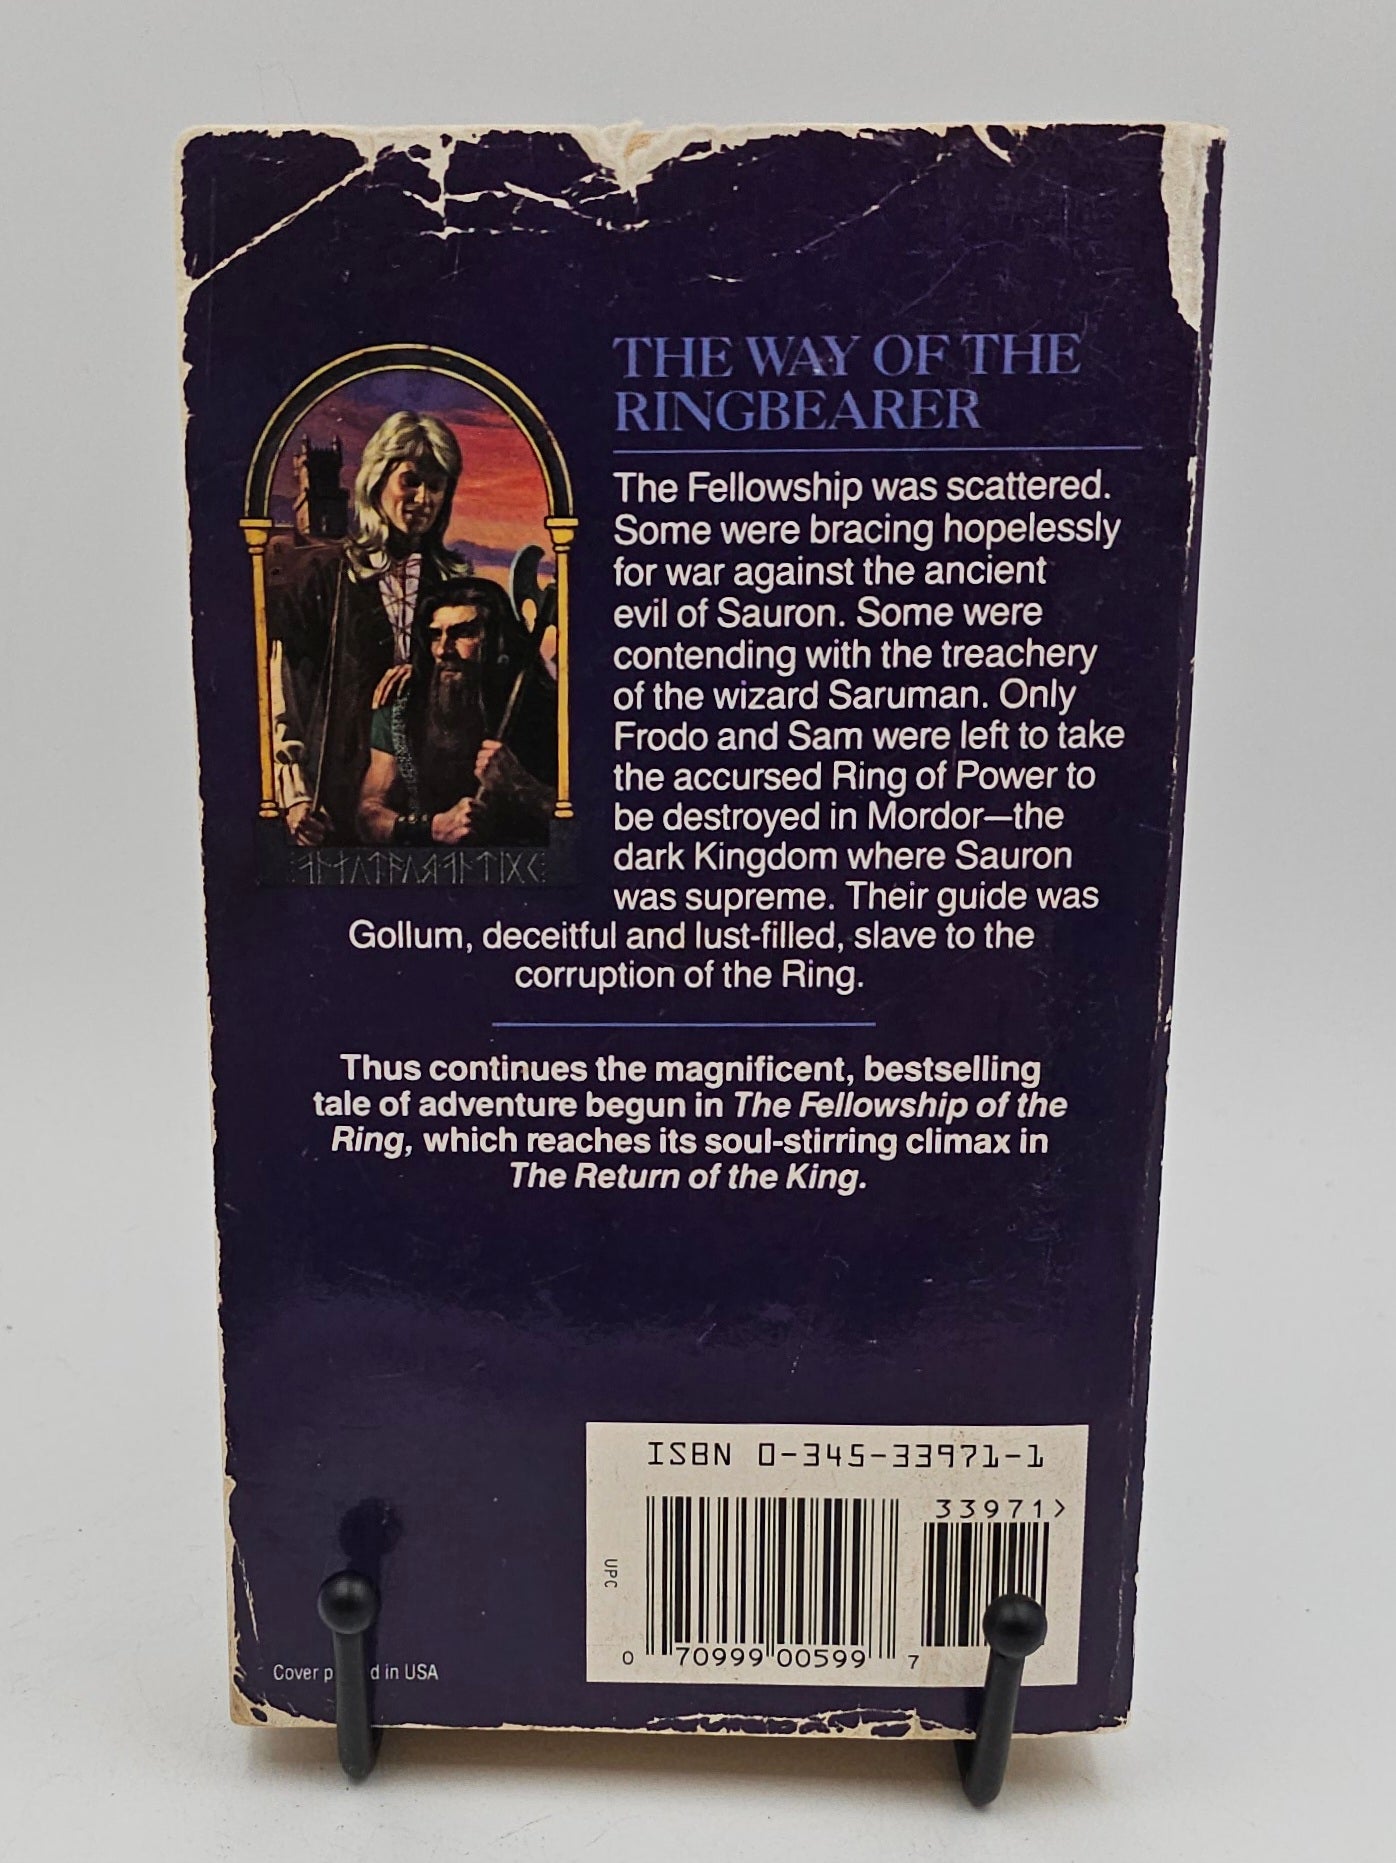 THE WAY OF THE
RINGBEARER
The Fellowship was scattered.
Some were bracing hopelessly
for war against the ancient
evil of Sauron. Some were
contending with the treachery
of the wizard Saruman. Only
Frodo and Sam were left to take
the accursed Ring of Power to
be destroyed in Mordor—the
dark Kingdom where Sauron
was supreme. Their guide was
Gollum, deceitful and lust-filled, slave to the
corruption of the Ring.
Thus continues the magnificent, bestselling
tale of adventure begun in The Fellowship of the
Ring, which reaches its soul-stirring climax in
The Return of the King.
ISBN 0-345-33971-1
33971>
UPC
0 70999 00599 7
Cover p d in USA